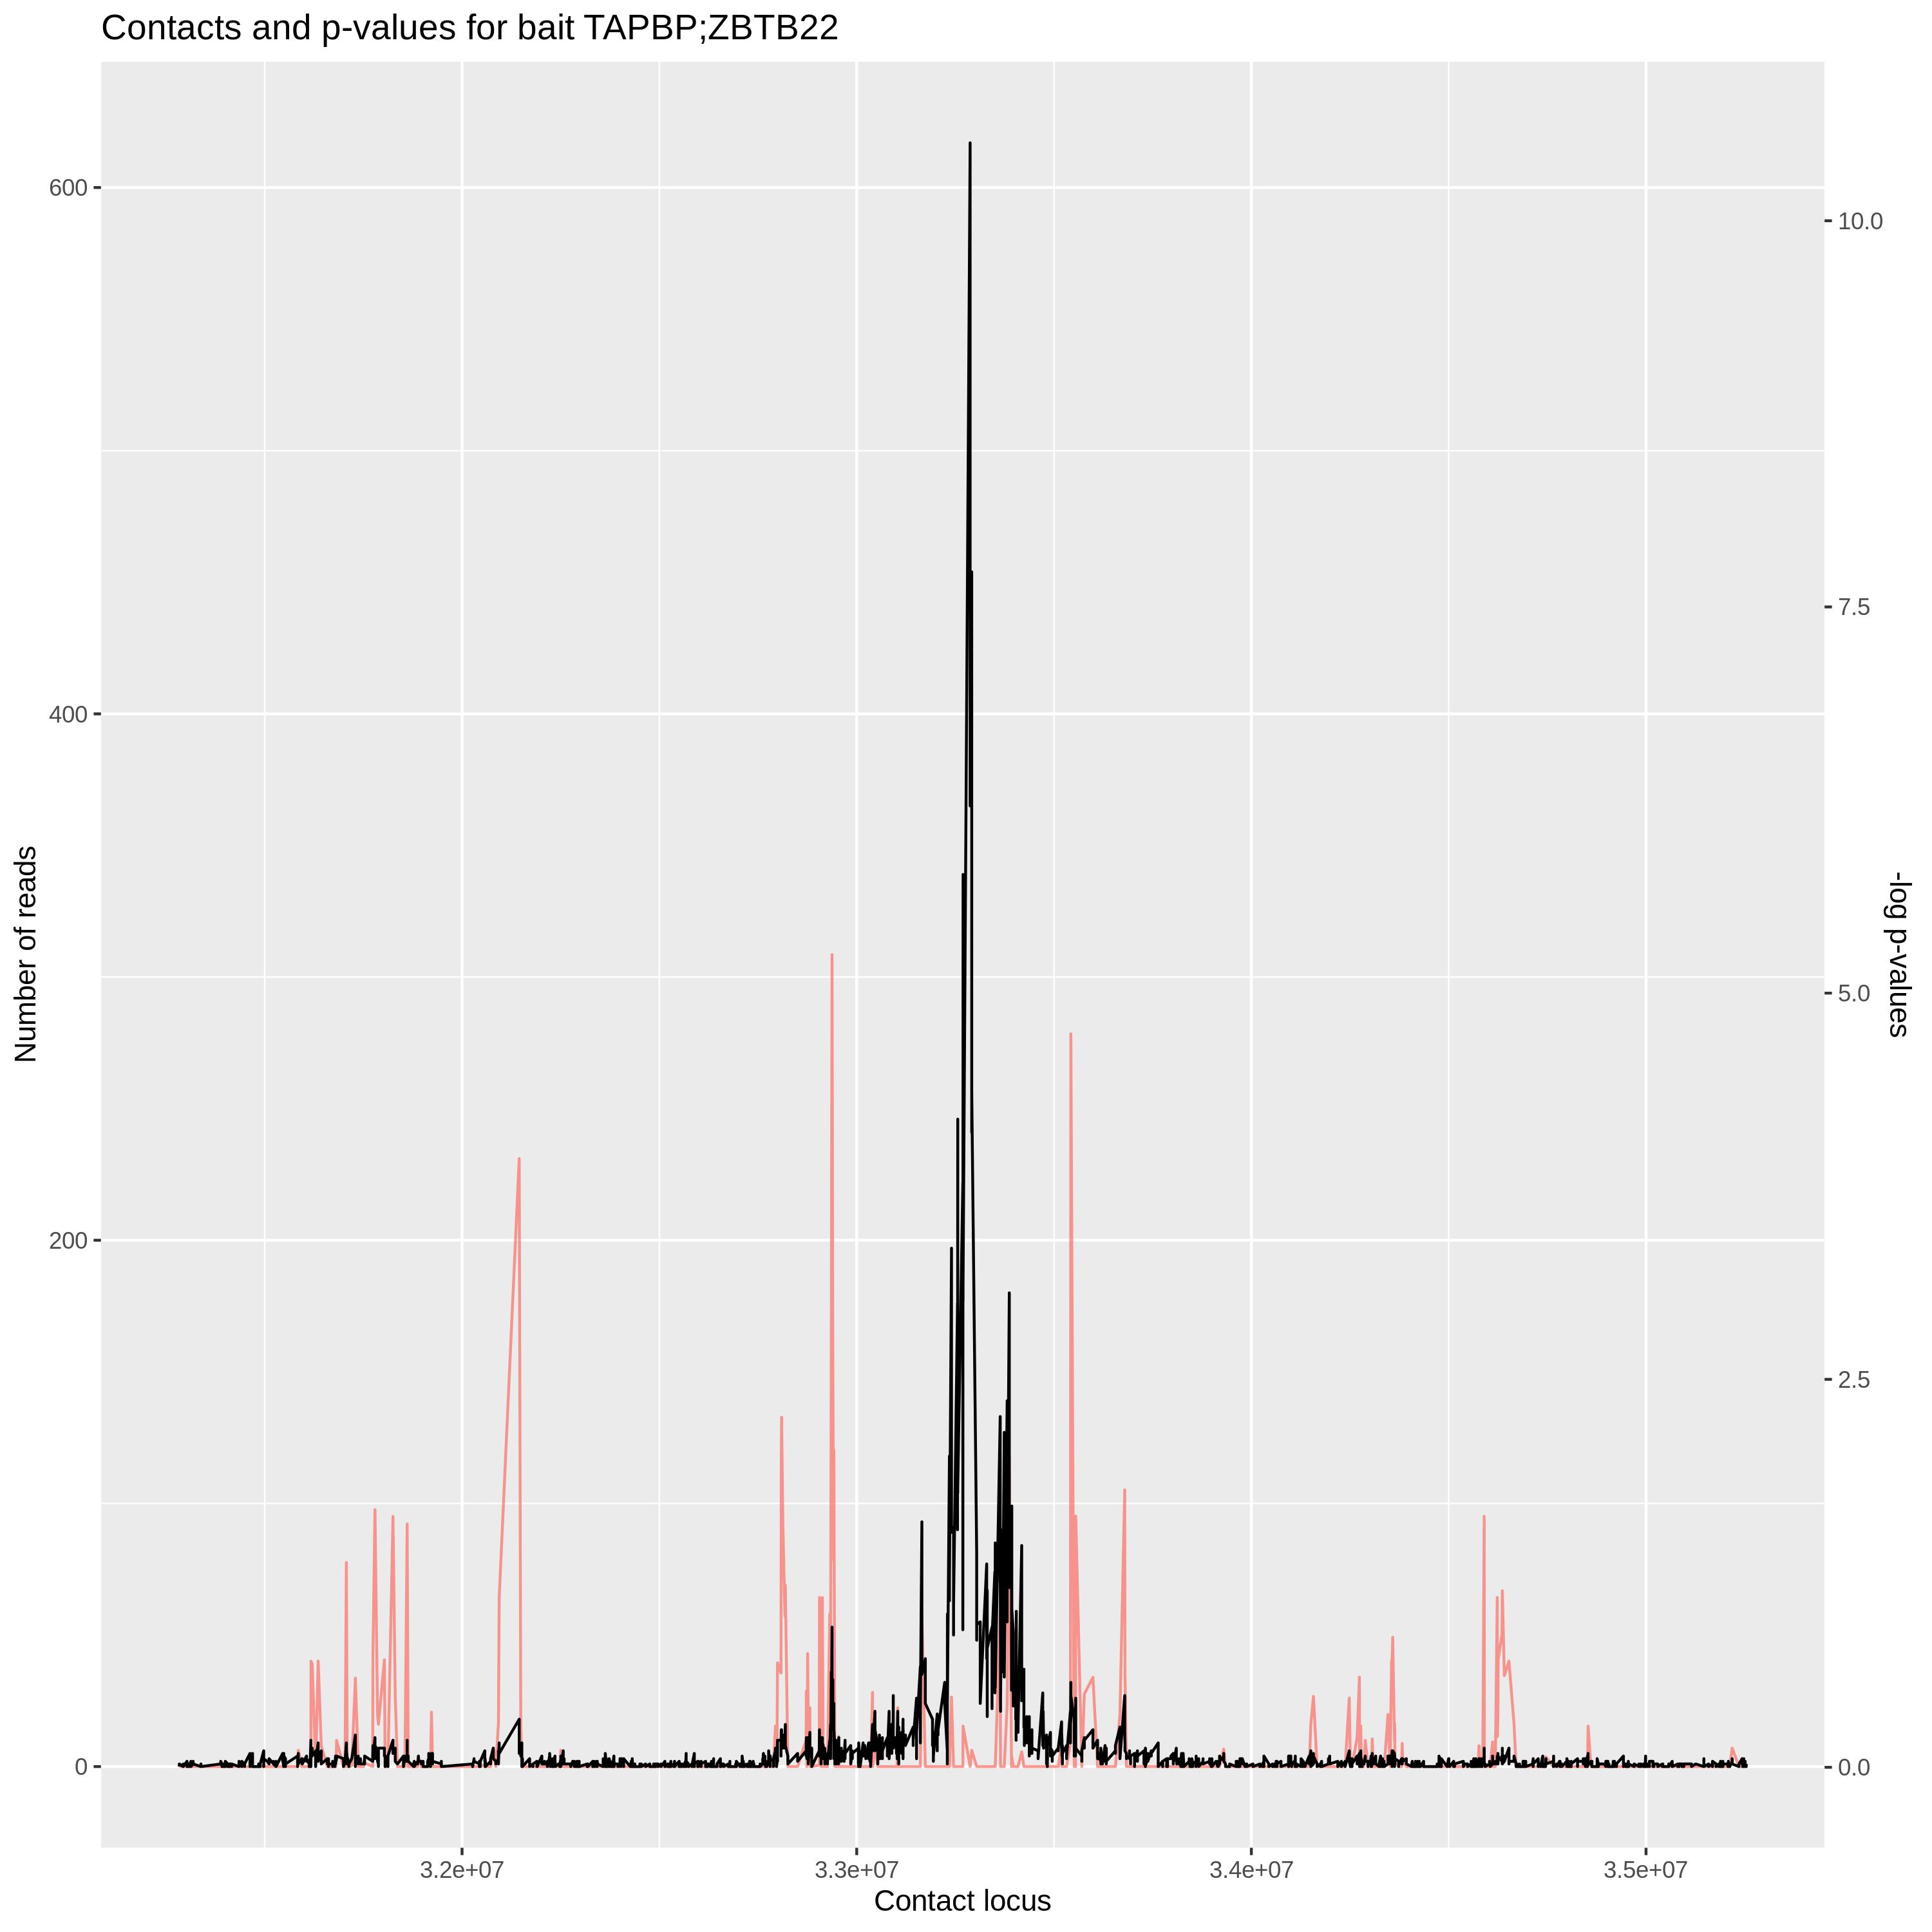 Contacts and p-values for bait TAPBP;ZBTB22
600
400
200
0
Number of reads
10.0
7.5
5.0
2.5
0.0
-log p-values
3.2e+07
3.3e+07
3.4e+07
3.5e+07
Contact locus